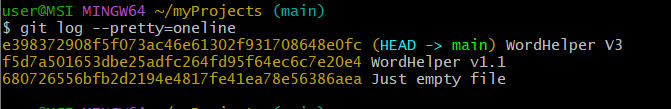 user@MSI MINGW64 ~/myProjects (main)
$ git log --pretty=oneline
e398372908f5f073ac46e61302f931708648e0fc (HEAD -> main) WordHelper V3
f5d7a501653dbe25adfc264fd95f64ec6c7e20e4 WordHelper v1.1
680726556bfb2d2194e4817fe41ea78e56386aea Just empty file